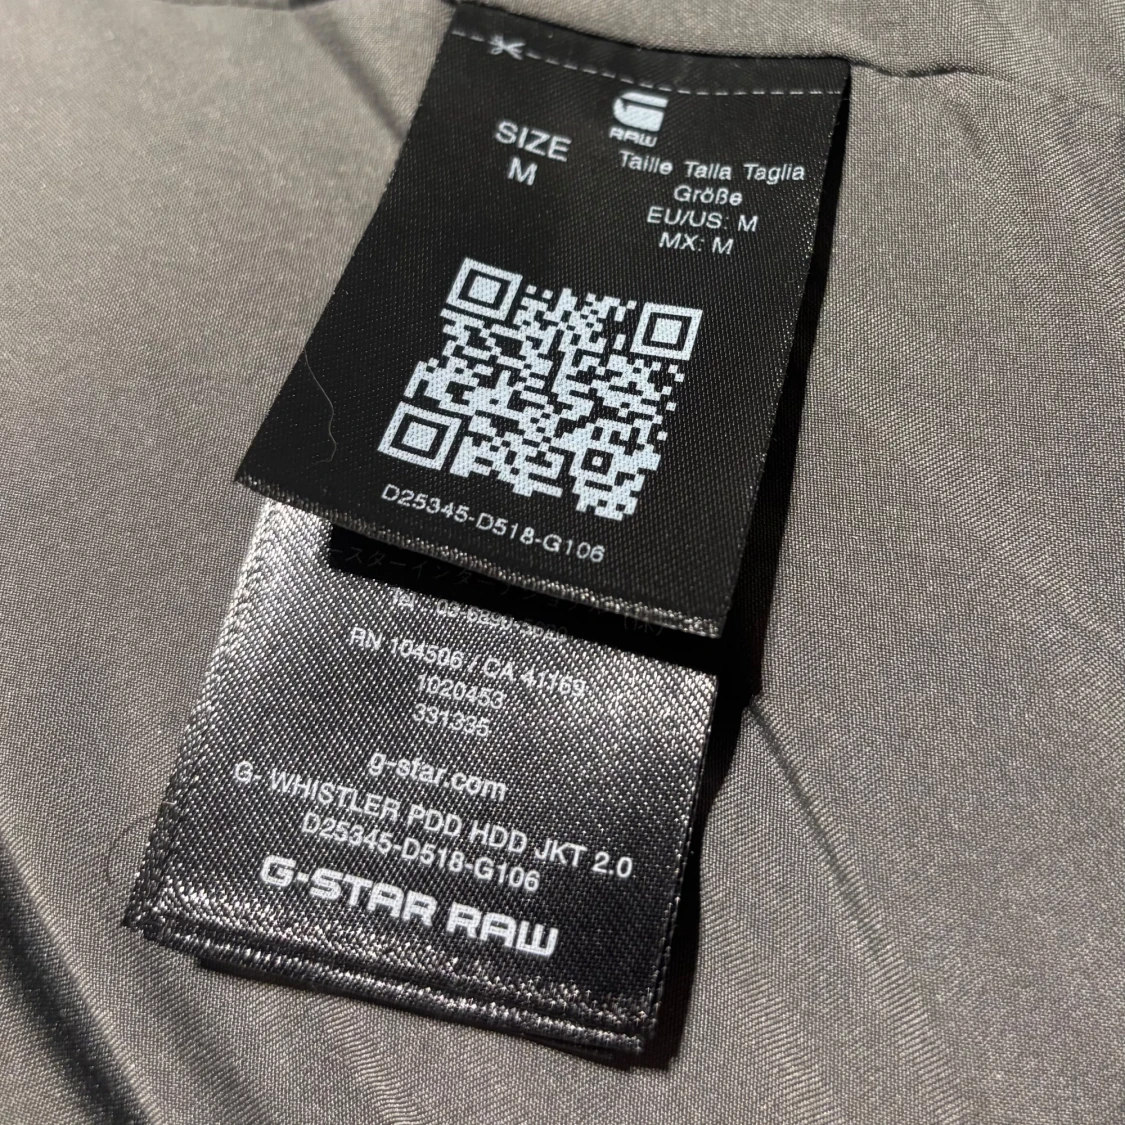 RAW
SIZE
M
Taille Talla Taglia
Größe
EU/US: M
MX: M
D25345-D518-G106
RN 104506 / CA 41169
1020453
331335
g-star.com
G- WHISTLER PDD HDD JKT 2.0
D25345-D518-G106
G-STAR RAW